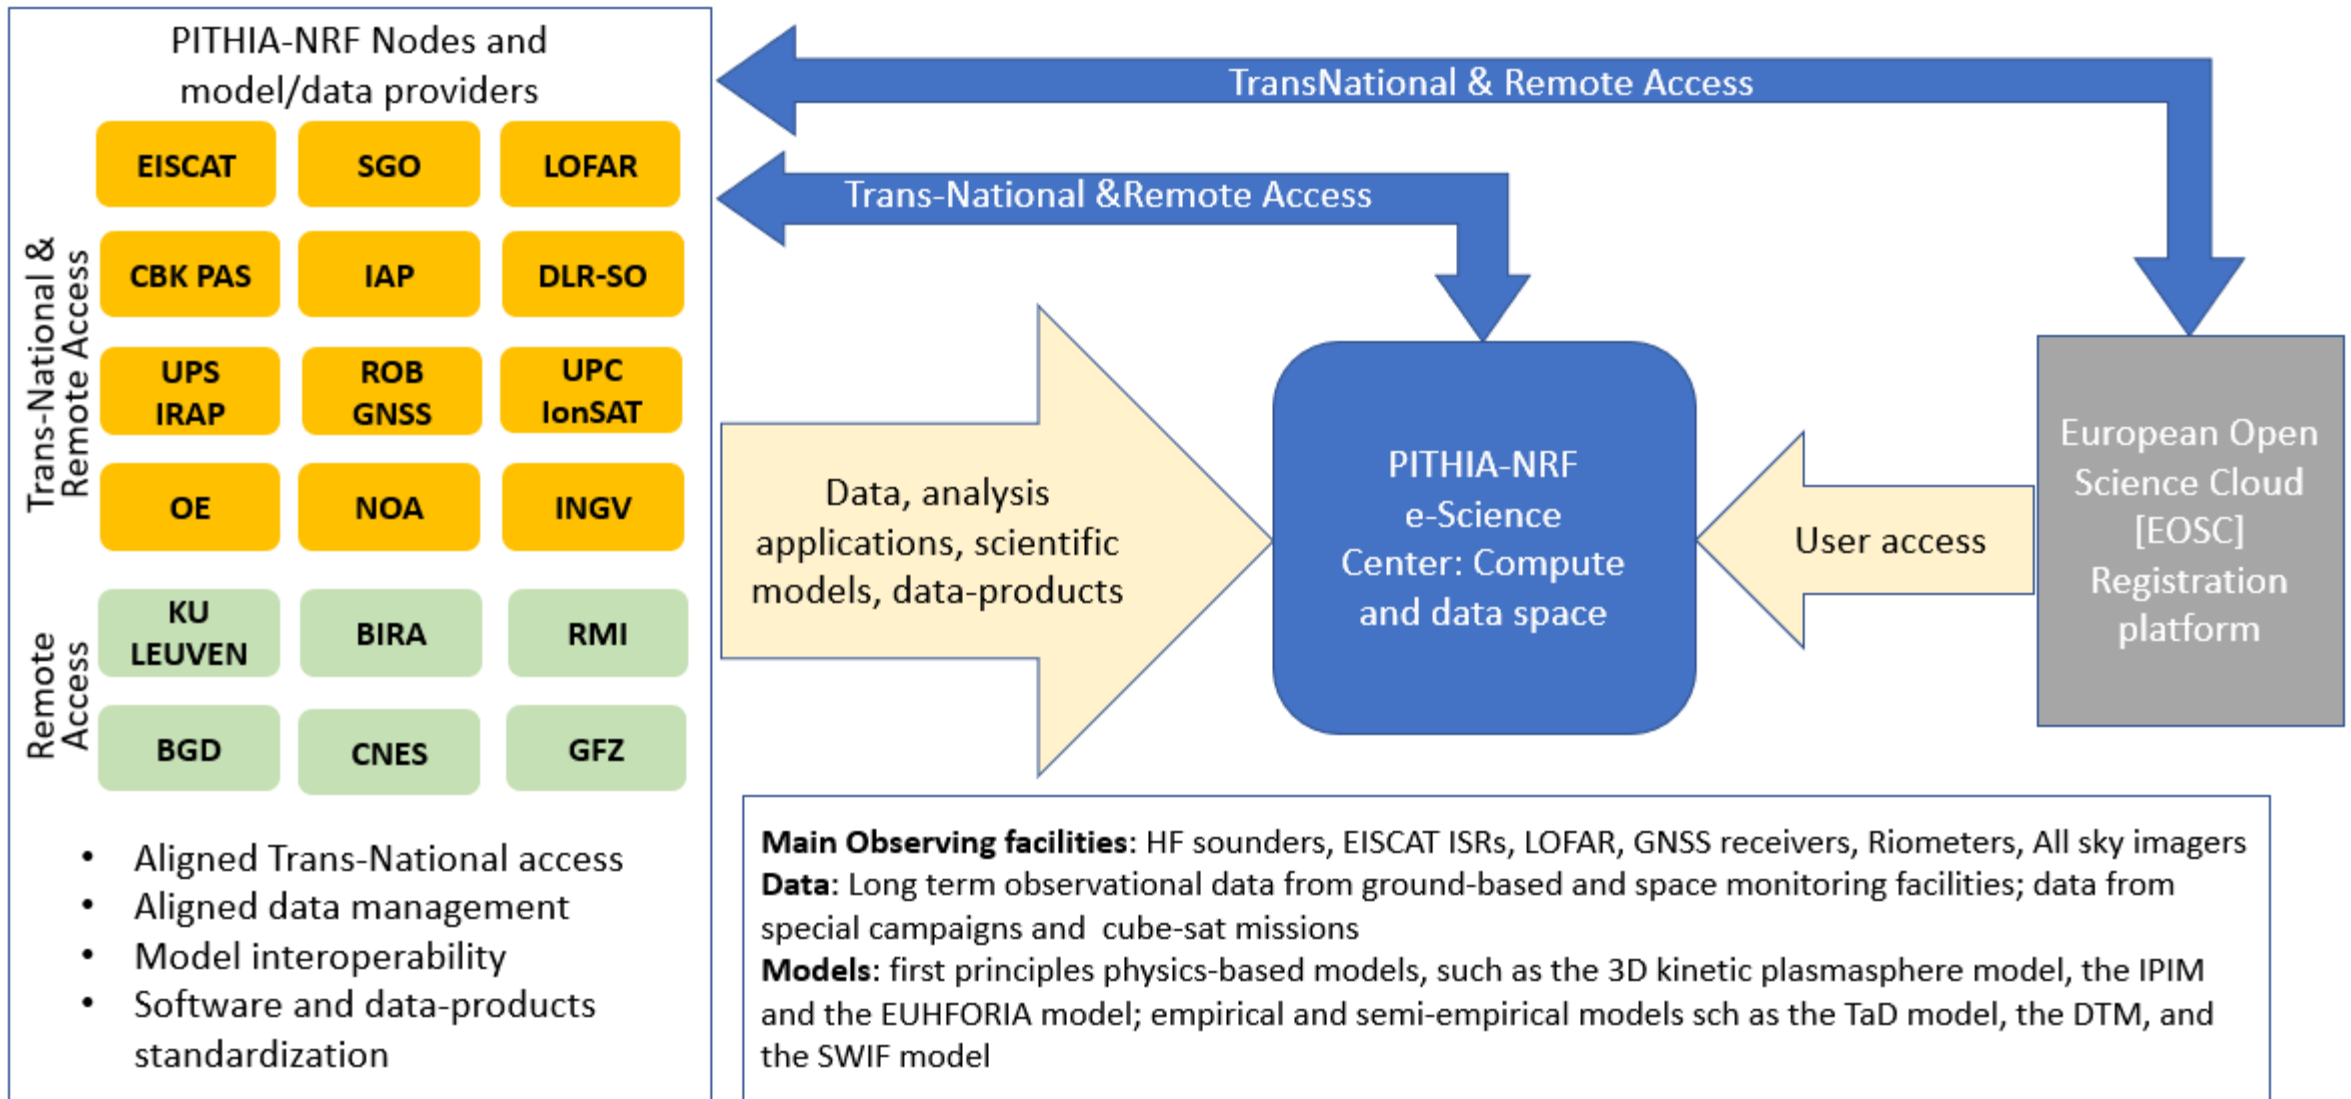 PITHIA-NRF Nodes and
model/data providers
Trans-National &
Remote Access
EISCAT
SGO
LOFAR
CBK PAS
IAP
DLR-SO
UPS
IRAP
ROB
GNSS
UPC
IonSAT
OE
NOA
INGV
Remote
Access
KU
LEUVEN
BIRA
RMI
BGD
CNES
GFZ
• Aligned Trans-National access
• Aligned data management
• Model interoperability
• Software and data-products
standardization
TransNational & Remote Access
Trans-National &Remote Access
Data, analysis
applications, scientific
models, data-products
PITHIA-NRF
e-Science
Center: Compute
and data space
User access
European Open
Science Cloud
[EOSC]
Registration
platform
Main Observing facilities: HF sounders, EISCAT ISRs, LOFAR, GNSS receivers, Riometers, All sky imagers
Data: Long term observational data from ground-based and space monitoring facilities; data from
special campaigns and cube-sat missions
Models: first principles physics-based models, such as the 3D kinetic plasmasphere model, the IPIM
and the EUHFORIA model; empirical and semi-empirical models sch as the TaD model, the DTM, and
the SWIF model